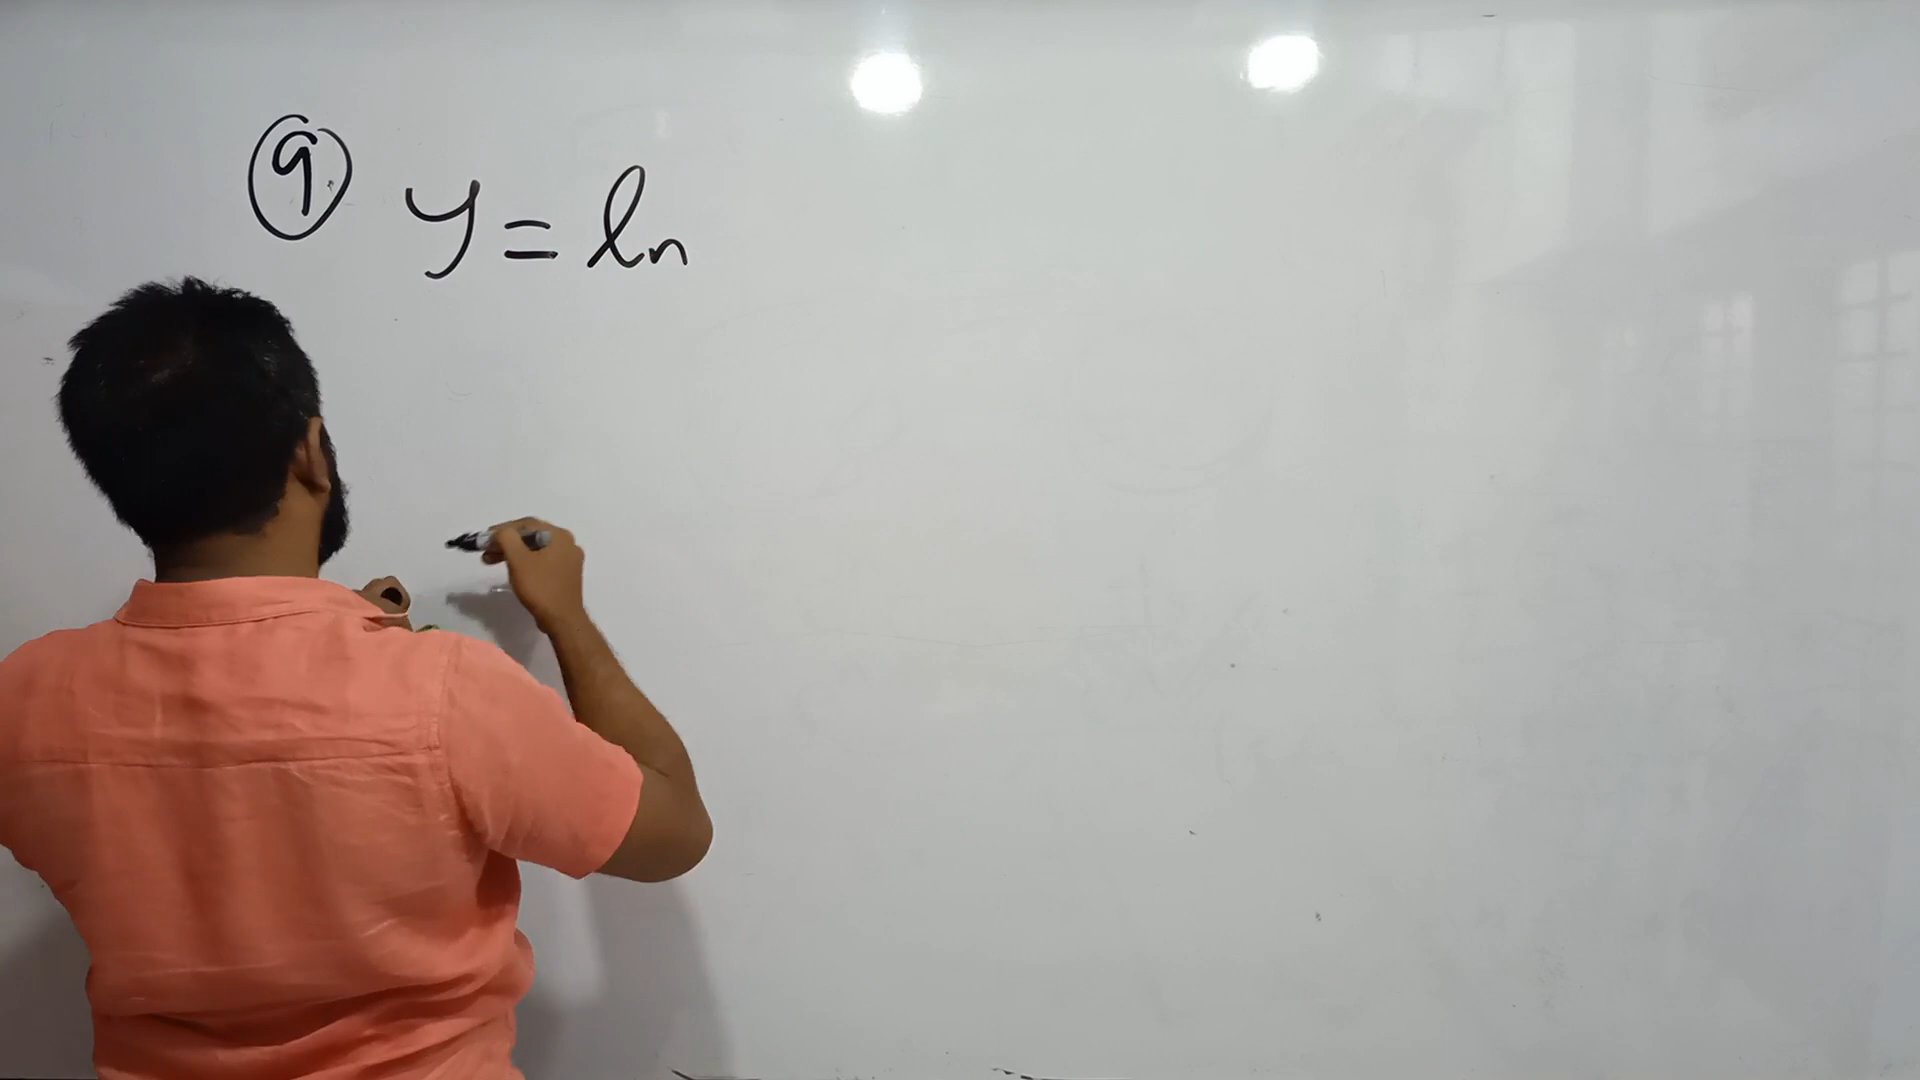 ⑨ y = ln